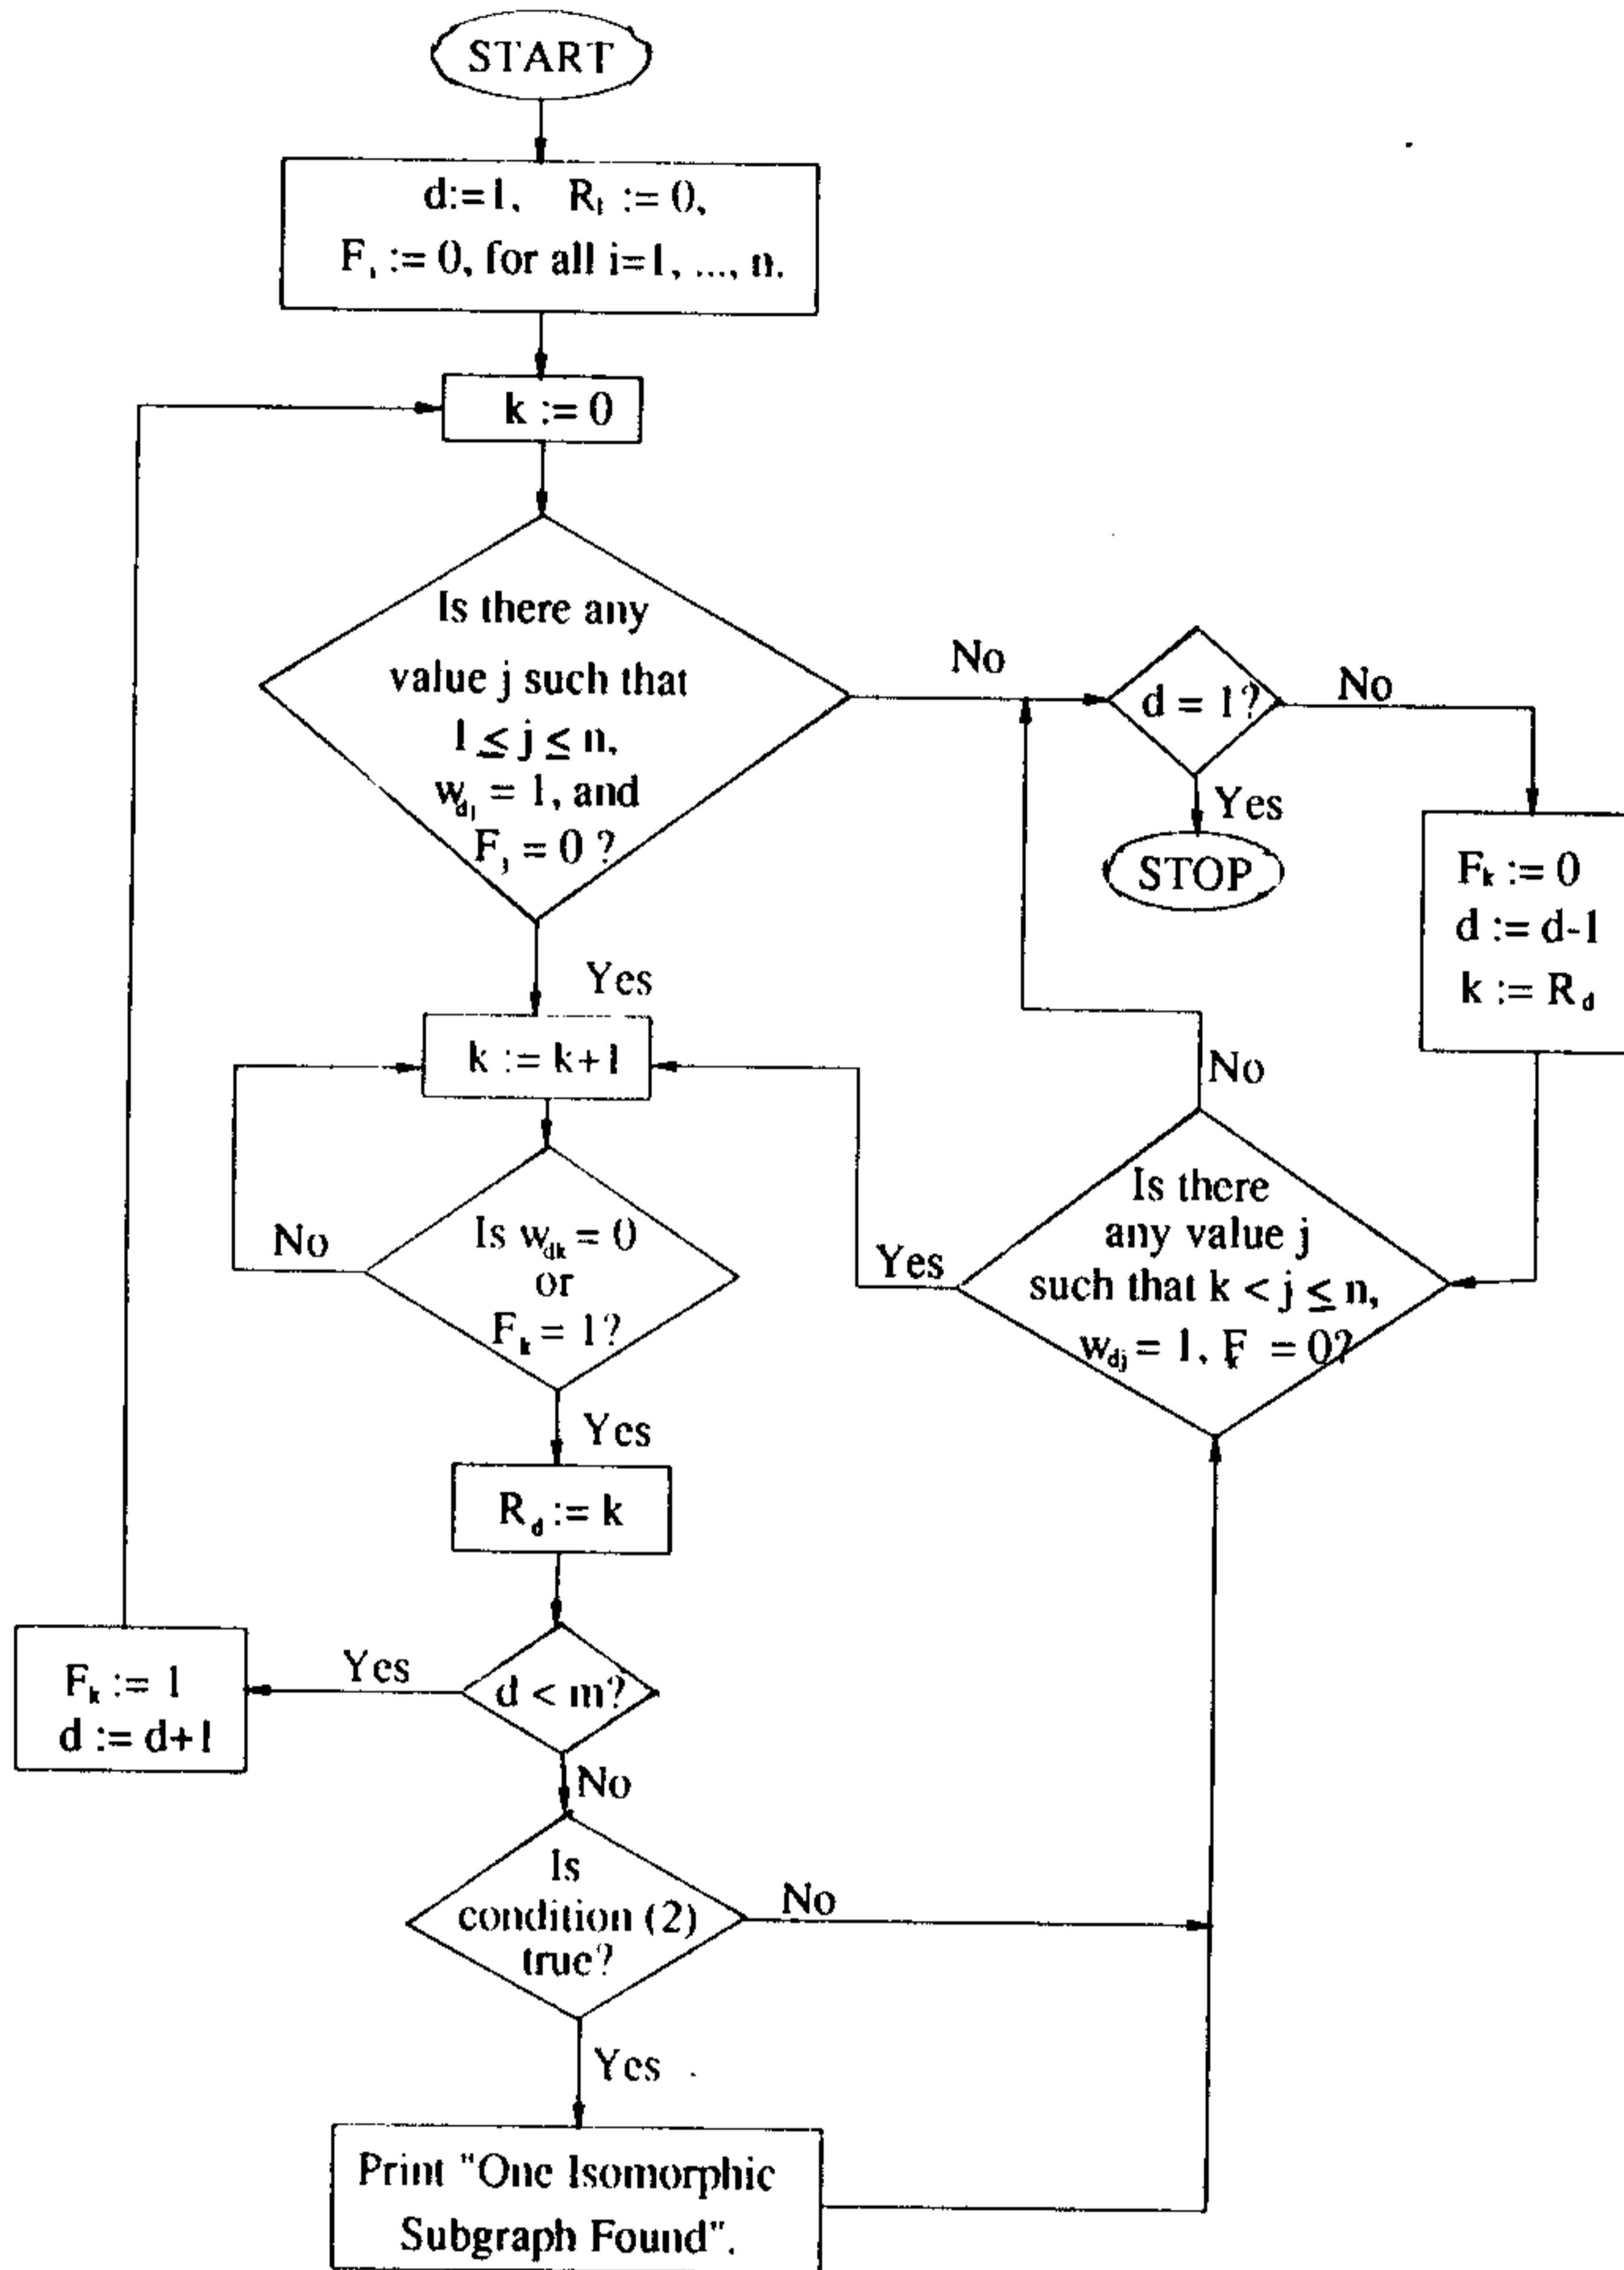 START
d:=1, R₁ := 0,
Fᵢ := 0, for all i=1, ..., n.
k := 0
Is there any
value j such that
1 ≤ j ≤ n,
w_dj = 1, and
F_j = 0 ?
No
Yes
d = 1?
No
Yes
STOP
F_k := 0
d := d-1
k := R_d
k := k+1
No
Is
there
any value j
such that k < j ≤ n,
w_dj = 1, F_k = 0?
Yes
Is w_dk = 0
or
F_k = 1?
No
Yes
R_d := k
d < m?
Yes
F_k := 1
d := d+1
No
Is
condition (2)
true?
No
Yes
Print "One Isomorphic
Subgraph Found".